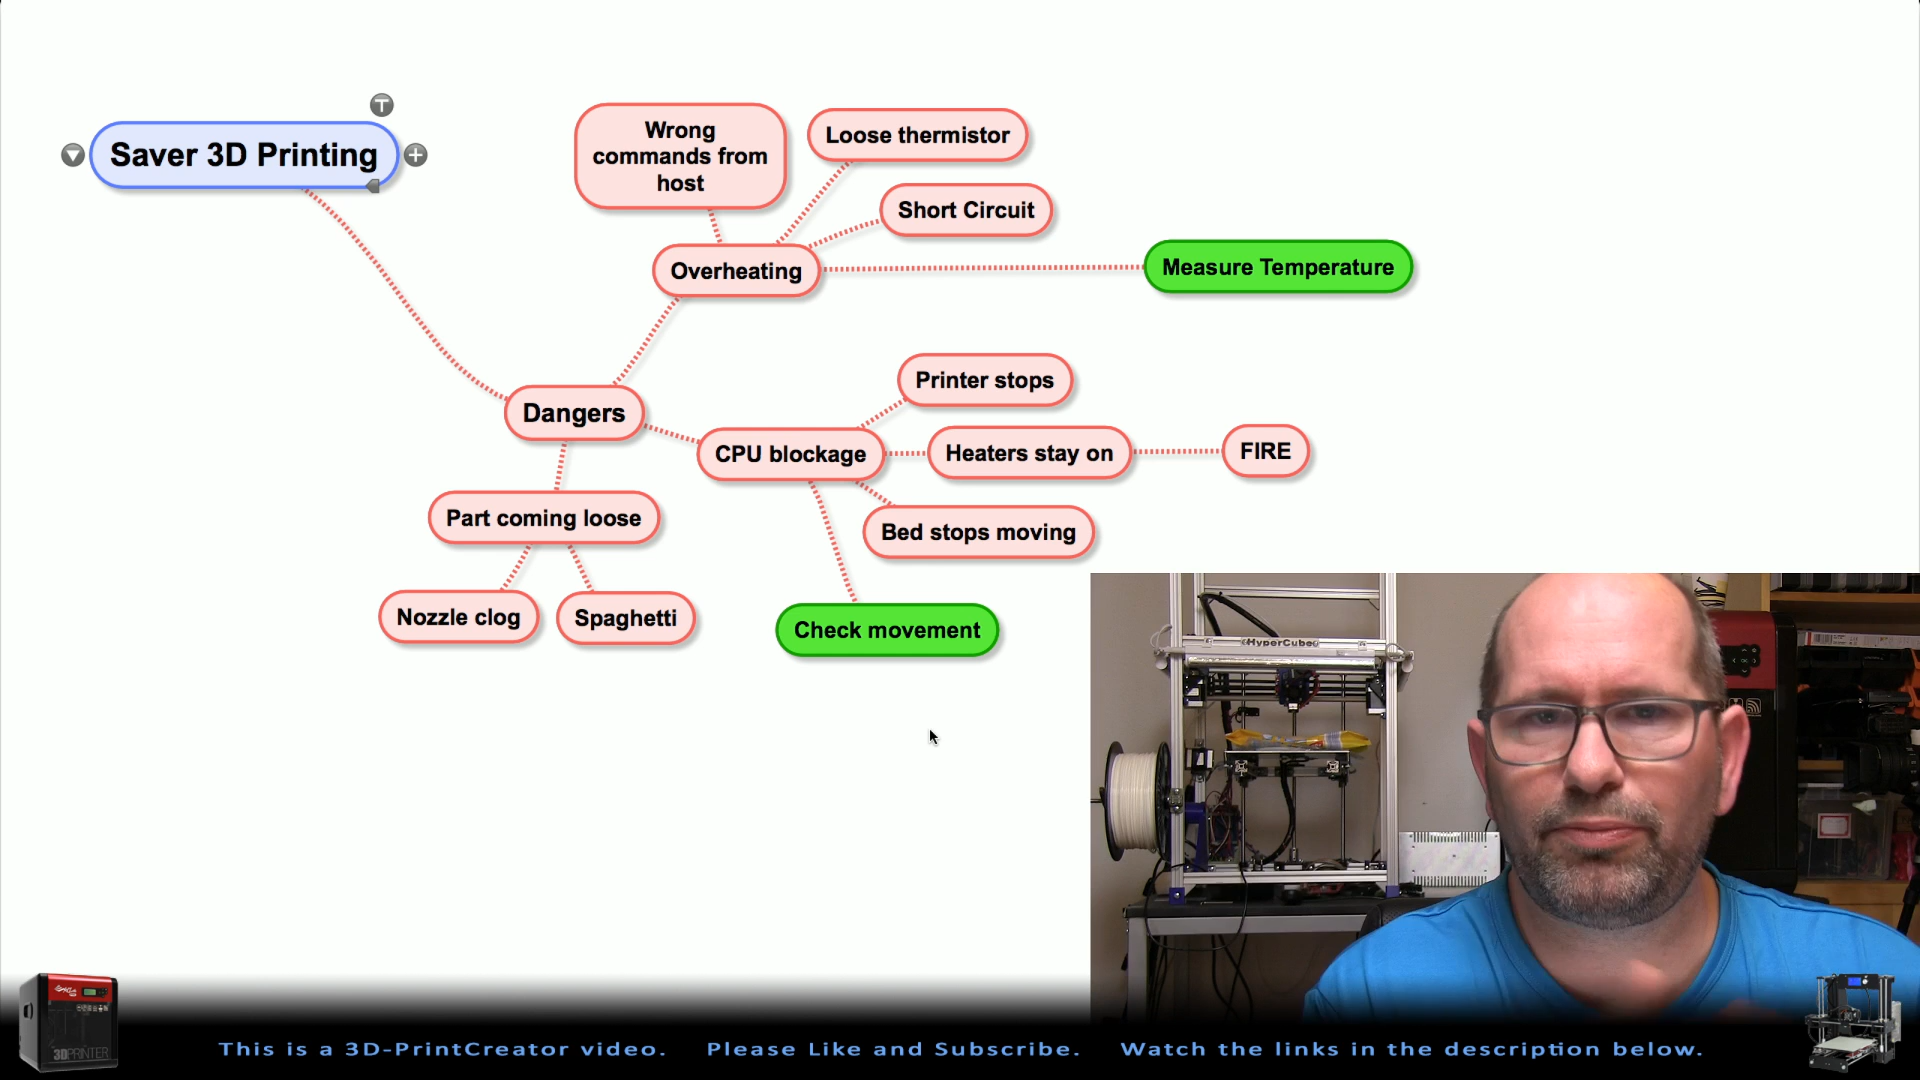 T
Saver 3D Printing
Wrong
commands from
host
Loose thermistor
Short Circuit
Overheating
Measure Temperature
Printer stops
Dangers
CPU blockage
Heaters stay on
FIRE
Part coming loose
Bed stops moving
Nozzle clog
Spaghetti
Check movement
HyperCube
3DPRINTER
This is a 3D-PrintCreator video. Please Like and Subscribe. Watch the links in the description below.